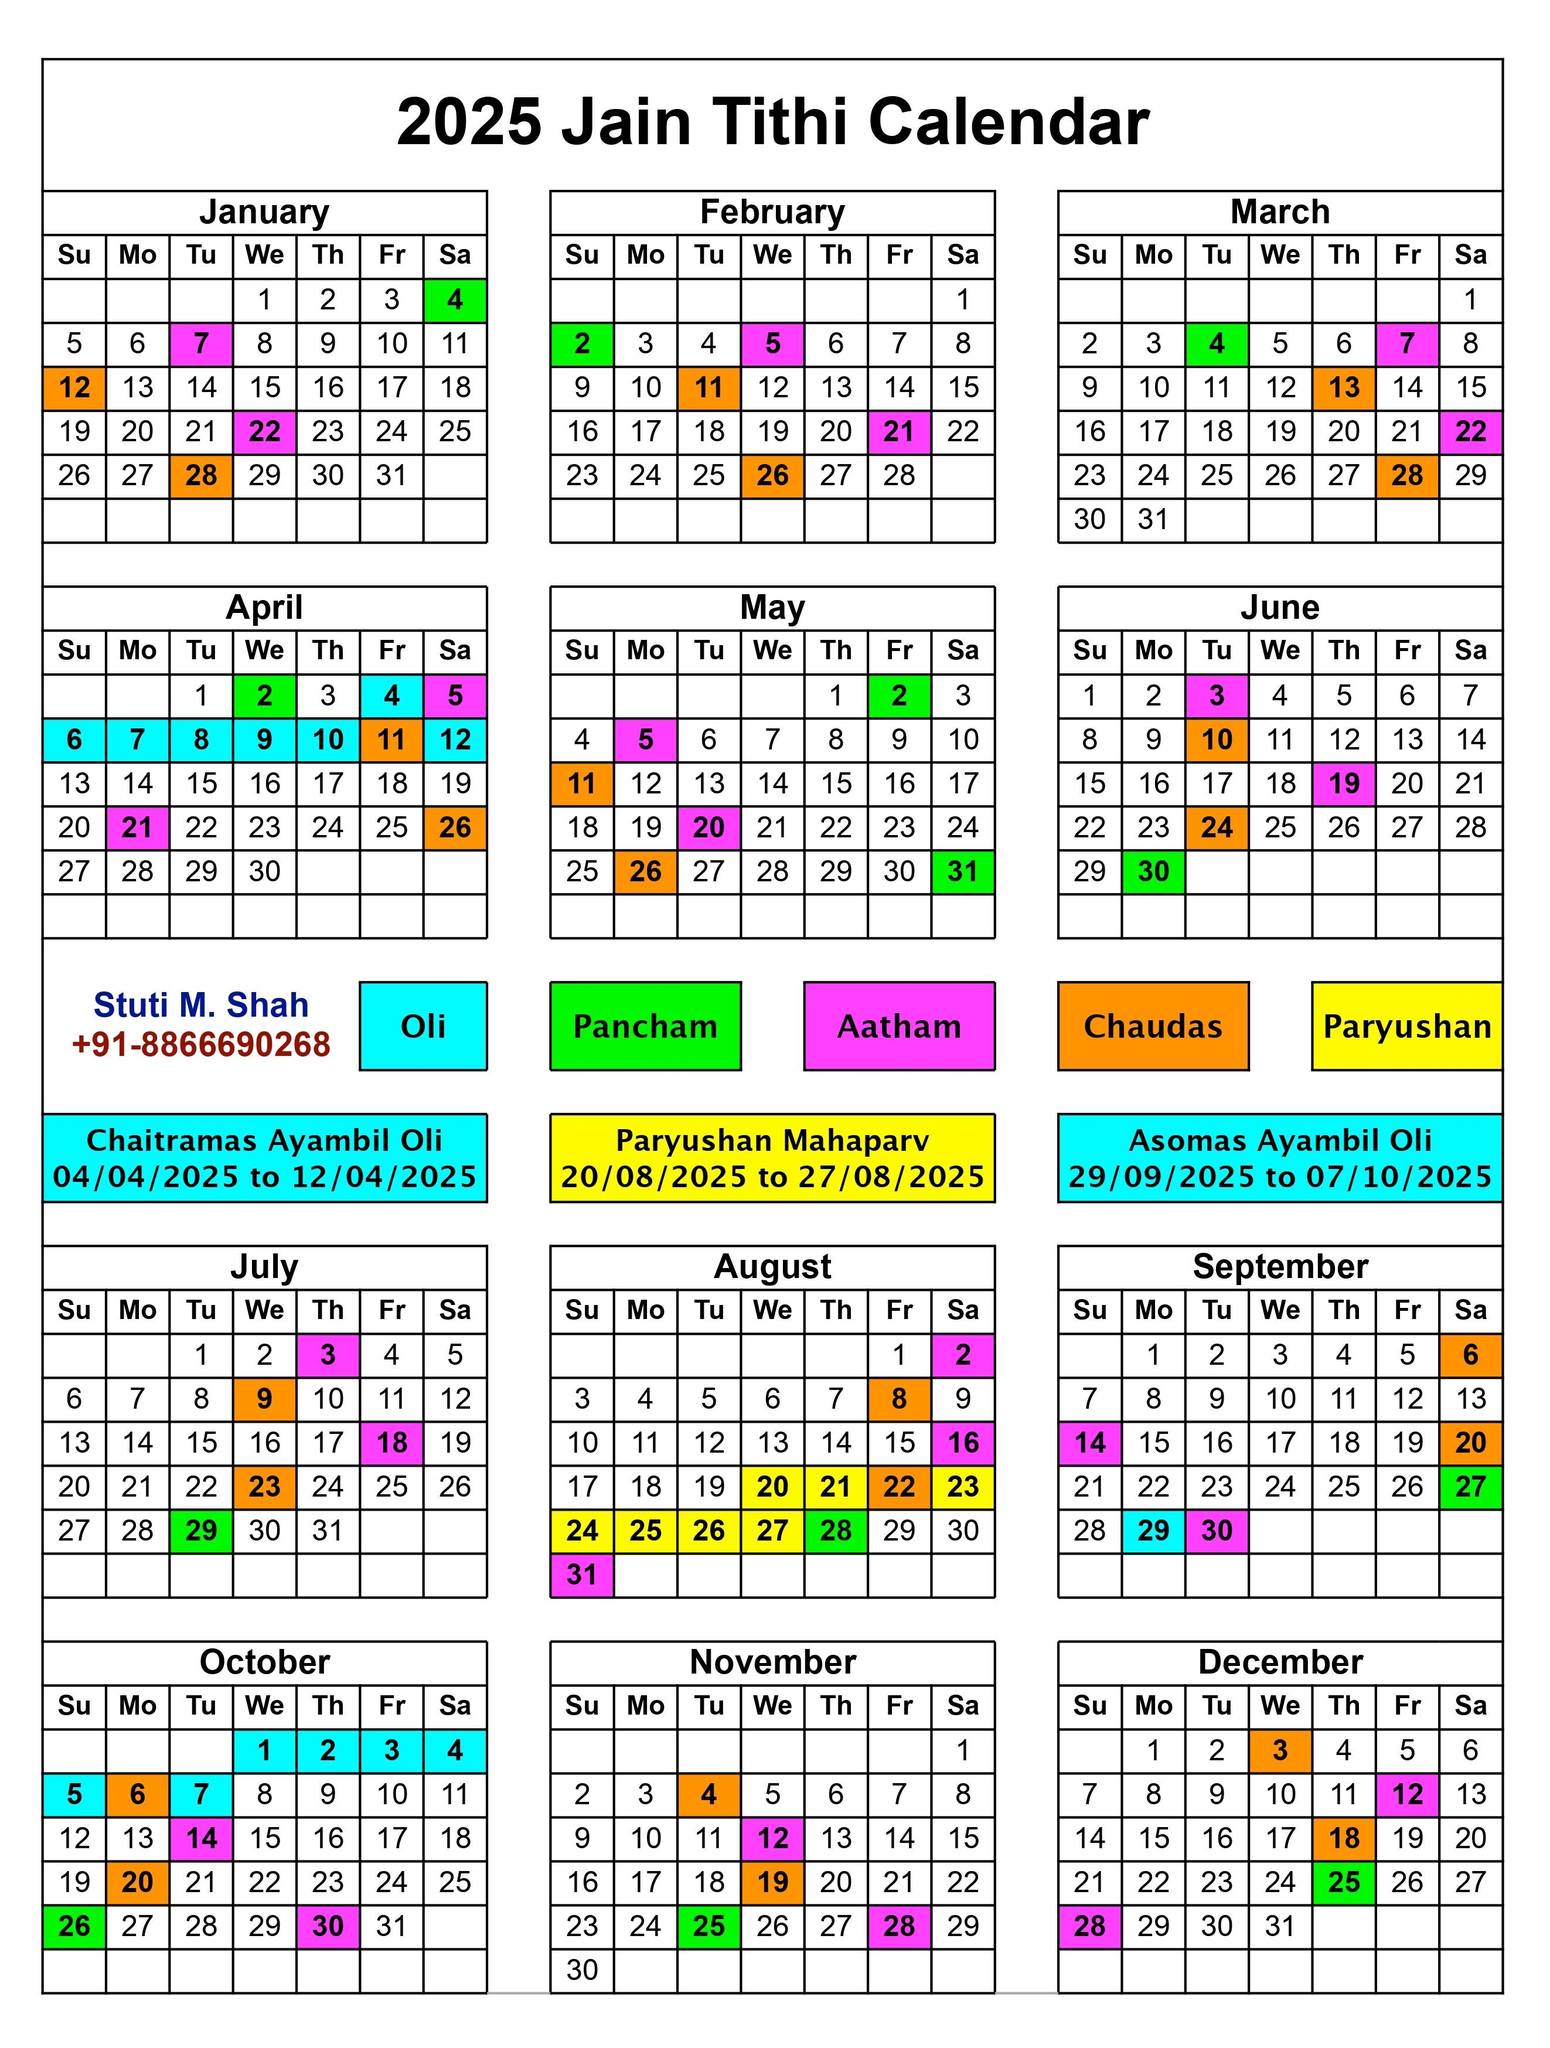 2025 Jain Tithi Calendar
January February March
Su Mo Tu We Th Fr Sa Su Mo Tu We Th Fr Sa Su Mo Tu We Th Fr Sa
1 2 3 4 1 1
5 6 7 8 9 10 11 2 3 4 5 6 7 8 2 3 4 5 6 7 8
12 13 14 15 16 17 18 9 10 11 12 13 14 15 9 10 11 12 13 14 15
19 20 21 22 23 24 25 16 17 18 19 20 21 22 16 17 18 19 20 21 22
26 27 28 29 30 31 23 24 25 26 27 28 23 24 25 26 27 28 29
30 31
April May June
Su Mo Tu We Th Fr Sa Su Mo Tu We Th Fr Sa Su Mo Tu We Th Fr Sa
1 2 3 4 5 1 2 3 1 2 3 4 5 6 7
6 7 8 9 10 11 12 4 5 6 7 8 9 10 8 9 10 11 12 13 14
13 14 15 16 17 18 19 11 12 13 14 15 16 17 15 16 17 18 19 20 21
20 21 22 23 24 25 26 18 19 20 21 22 23 24 22 23 24 25 26 27 28
27 28 29 30 25 26 27 28 29 30 31 29 30
Stuti M. Shah
+91-8866690268
Oli Pancham Aatham Chaudas Paryushan
Chaitramas Ayambil Oli
04/04/2025 to 12/04/2025
Paryushan Mahaparv
20/08/2025 to 27/08/2025
Asomas Ayambil Oli
29/09/2025 to 07/10/2025
July August September
Su Mo Tu We Th Fr Sa Su Mo Tu We Th Fr Sa Su Mo Tu We Th Fr Sa
1 2 3 4 5 1 2 1 2 3 4 5 6
6 7 8 9 10 11 12 3 4 5 6 7 8 9 7 8 9 10 11 12 13
13 14 15 16 17 18 19 10 11 12 13 14 15 16 14 15 16 17 18 19 20
20 21 22 23 24 25 26 17 18 19 20 21 22 23 21 22 23 24 25 26 27
27 28 29 30 31 24 25 26 27 28 29 30 28 29 30
31
October November December
Su Mo Tu We Th Fr Sa Su Mo Tu We Th Fr Sa Su Mo Tu We Th Fr Sa
1 2 3 4 1 1 2 3 4 5 6
5 6 7 8 9 10 11 2 3 4 5 6 7 8 7 8 9 10 11 12 13
12 13 14 15 16 17 18 9 10 11 12 13 14 15 14 15 16 17 18 19 20
19 20 21 22 23 24 25 16 17 18 19 20 21 22 21 22 23 24 25 26 27
26 27 28 29 30 31 23 24 25 26 27 28 29 28 29 30 31
30